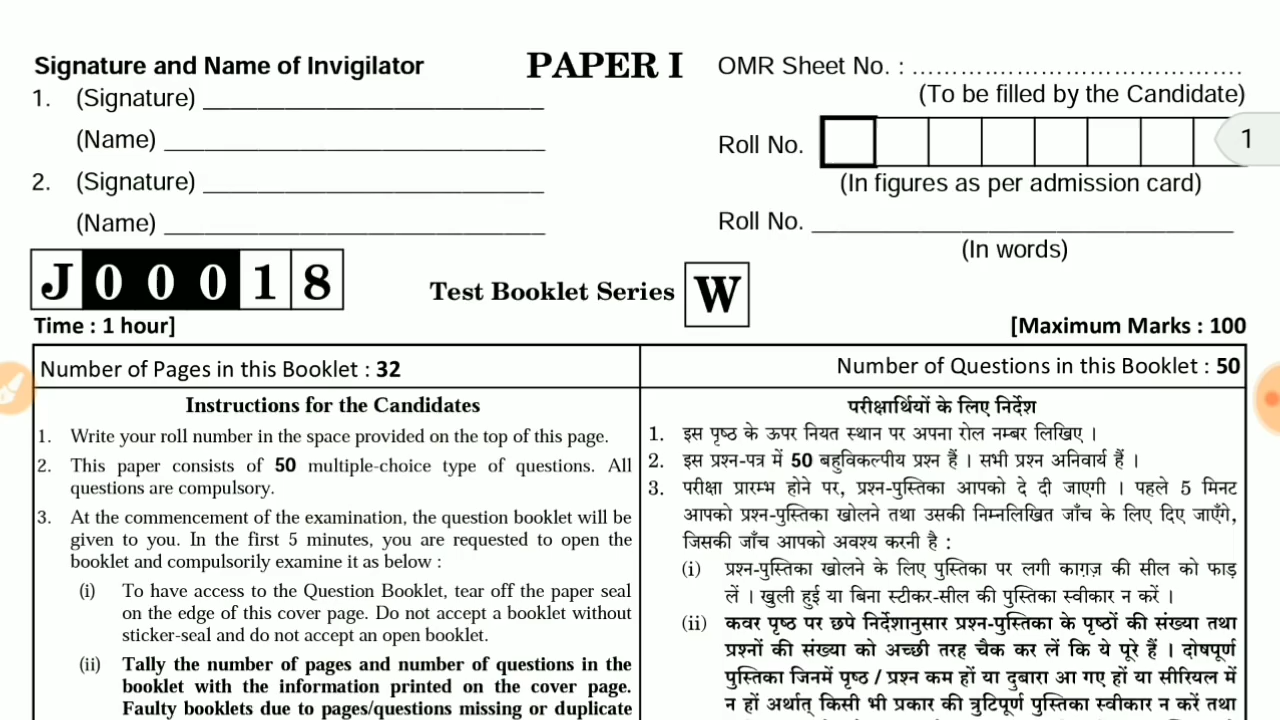 Signature and Name of Invigilator
PAPER I
OMR Sheet No. : ..........................................
1. (Signature) ____________________
(To be filled by the Candidate)
(Name) ____________________
Roll No.
1
2. (Signature) ____________________
(In figures as per admission card)
(Name) ____________________
Roll No. ____________________
(In words)
J 0 0 0 1 8
Test Booklet Series W
Time : 1 hour]
[Maximum Marks : 100
Number of Pages in this Booklet : 32
Number of Questions in this Booklet : 50
Instructions for the Candidates
1. Write your roll number in the space provided on the top of this page.
2. This paper consists of 50 multiple-choice type of questions. All
questions are compulsory.
3. At the commencement of the examination, the question booklet will be
given to you. In the first 5 minutes, you are requested to open the
booklet and compulsorily examine it as below :
(i) To have access to the Question Booklet, tear off the paper seal
on the edge of this cover page. Do not accept a booklet without
sticker-seal and do not accept an open booklet.
(ii) Tally the number of pages and number of questions in the
booklet with the information printed on the cover page.
Faulty booklets due to pages/questions missing or duplicate
परीक्षार्थियों के लिए निर्देश
1. इस पृष्ठ के ऊपर नियत स्थान पर अपना रोल नम्बर लिखिए ।
2. इस प्रश्न-पत्र में 50 बहुविकल्पीय प्रश्न हैं । सभी प्रश्न अनिवार्य हैं ।
3. परीक्षा प्रारम्भ होने पर, प्रश्न-पुस्तिका आपको दे दी जाएगी । पहले 5 मिनट
आपको प्रश्न-पुस्तिका खोलने तथा उसकी निम्नलिखित जाँच के लिए दिए जाएँगे,
जिसकी जाँच आपको अवश्य करनी है :
(i) प्रश्न-पुस्तिका खोलने के लिए पुस्तिका पर लगी काग़ज़ की सील को फाड़
लें । खुली हुई या बिना स्टीकर-सील की पुस्तिका स्वीकार न करें ।
(ii) कवर पृष्ठ पर छपे निर्देशानुसार प्रश्न-पुस्तिका के पृष्ठों की संख्या तथा
प्रश्नों की संख्या को अच्छी तरह चैक कर लें कि ये पूरे हैं । दोषपूर्ण
पुस्तिका जिनमें पृष्ठ / प्रश्न कम हों या दुबारा आ गए हों या सीरियल में
न हों अर्थात् किसी भी प्रकार की त्रुटिपूर्ण पुस्तिका स्वीकार न करें तथा